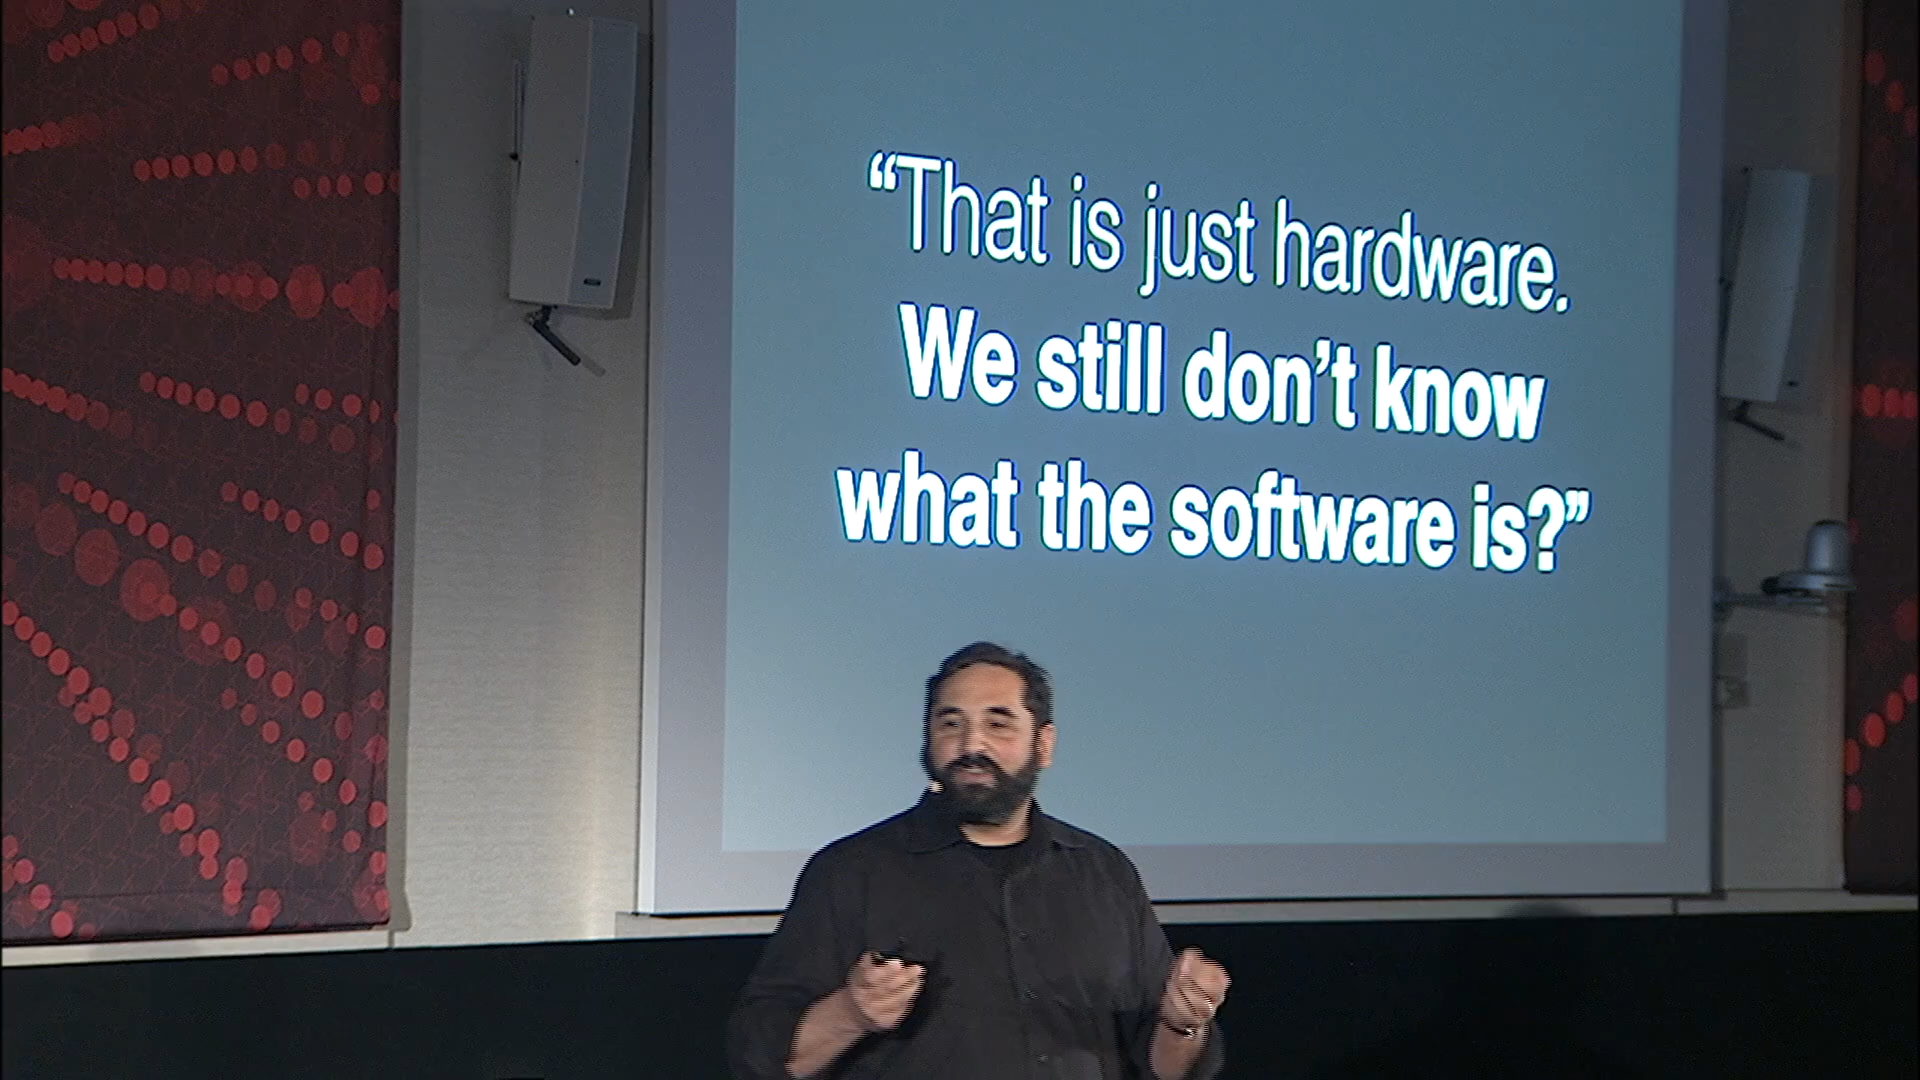 “That is just hardware.
We still don’t know
what the software is?”